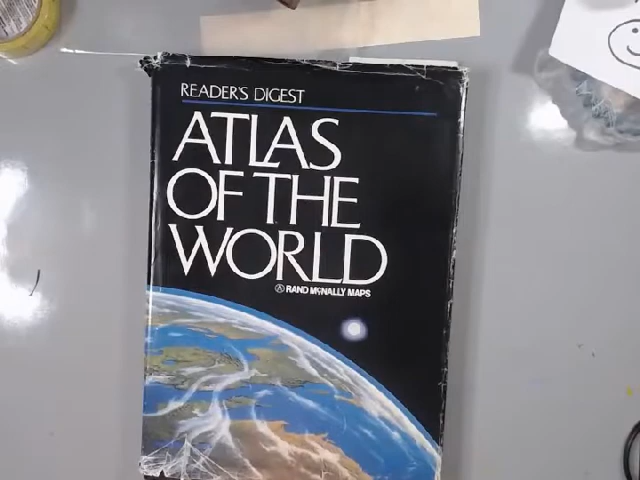 READER'S DIGEST
ATLAS
OF THE
WORLD
RAND McNALLY MAPS